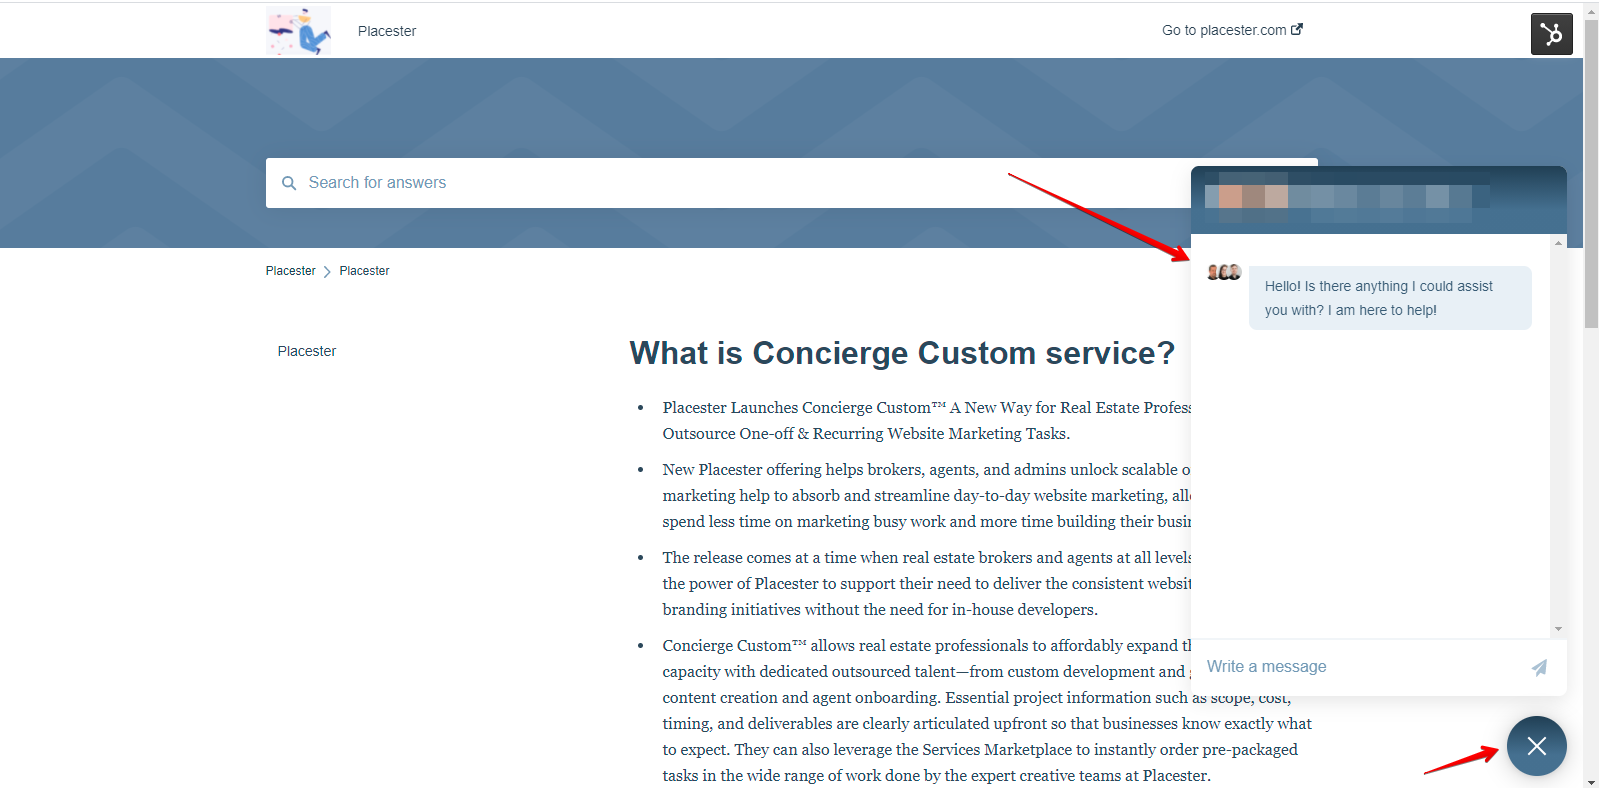 Placester
Go to placester.com
Search for answers
Placester
Placester
Hello! Is there anything I could assist
you with? I am here to help!
Placester
What is Concierge Custom service?
Placester Launches Concierge Custom™ A New Way for Real Estate Profes
Outsource One-off & Recurring Website Marketing Tasks.
New Placester offering helps brokers, agents, and admins unlock scalable
marketing help to absorb and streamline day-to-day website marketing,
spend less time on marketing busy work and more time building their
The release comes at a time when real estate brokers and agents at all levels
the power of Placester to support their need to deliver the consistent
branding initiatives without the need for in-house developers.
Concierge Custom™ allows real estate professionals to affordably expand
capacity with dedicated outsourced talent—from custom development and
content creation and agent onboarding. Essential project information such as scope, cost,
timing, and deliverables are clearly articulated upfront so that businesses know exactly what
to expect. They can also leverage the Services Marketplace to instantly order pre-packaged
tasks in the wide range of work done by the expert creative teams at Placester.
Write a message